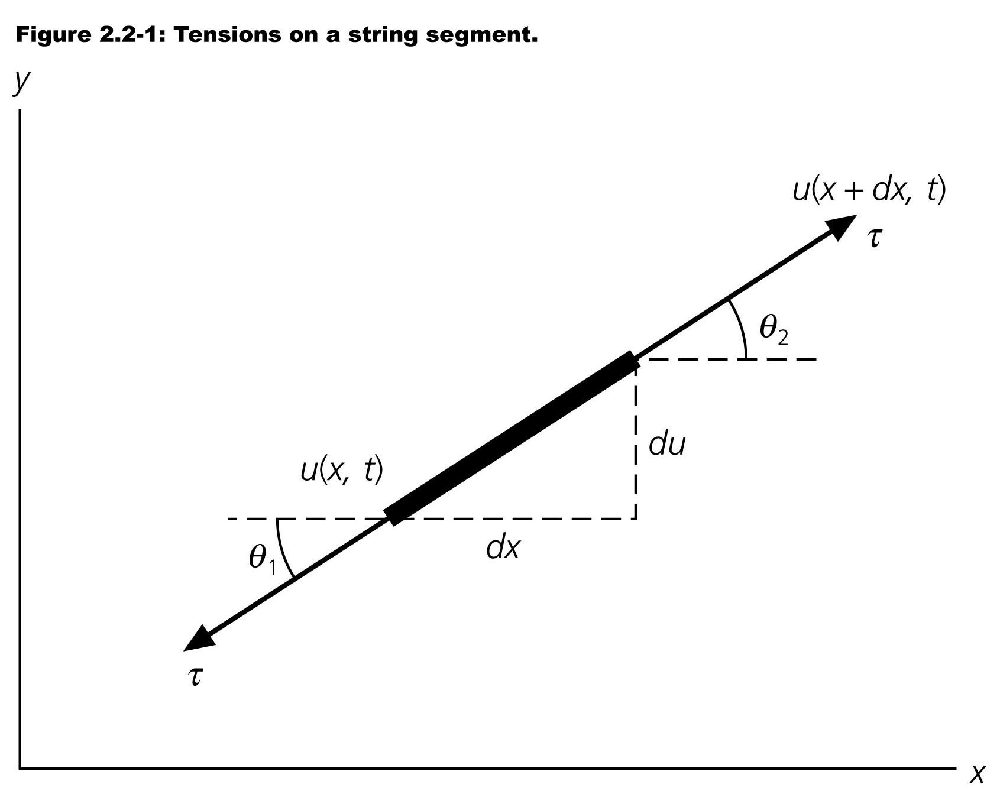 Figure 2.2-1: Tensions on a string segment.
y
u(x + dx, t)
τ
θ₂
du
u(x, t)
dx
θ₁
τ
x